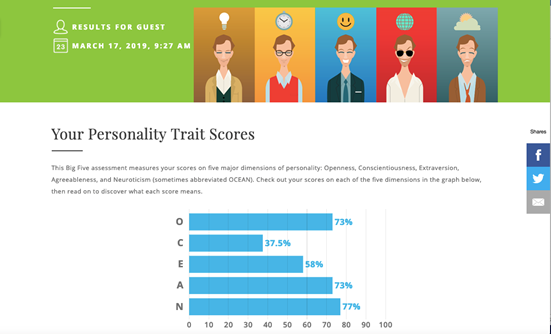 RESULTS FOR GUEST
23 MARCH 17, 2019, 9:27 AM
Your Personality Trait Scores
Shares
This Big Five assessment measures your scores on five major dimensions of personality: Openness, Conscientiousness, Extraversion,
Agreeableness, and Neuroticism (sometimes abbreviated OCEAN). Check out your scores on each of the five dimensions in the graph below,
then read on to discover what each score means.
O 73%
C 37.5%
E 58%
A 73%
N 77%
0 10 20 30 40 50 60 70 80 90 100